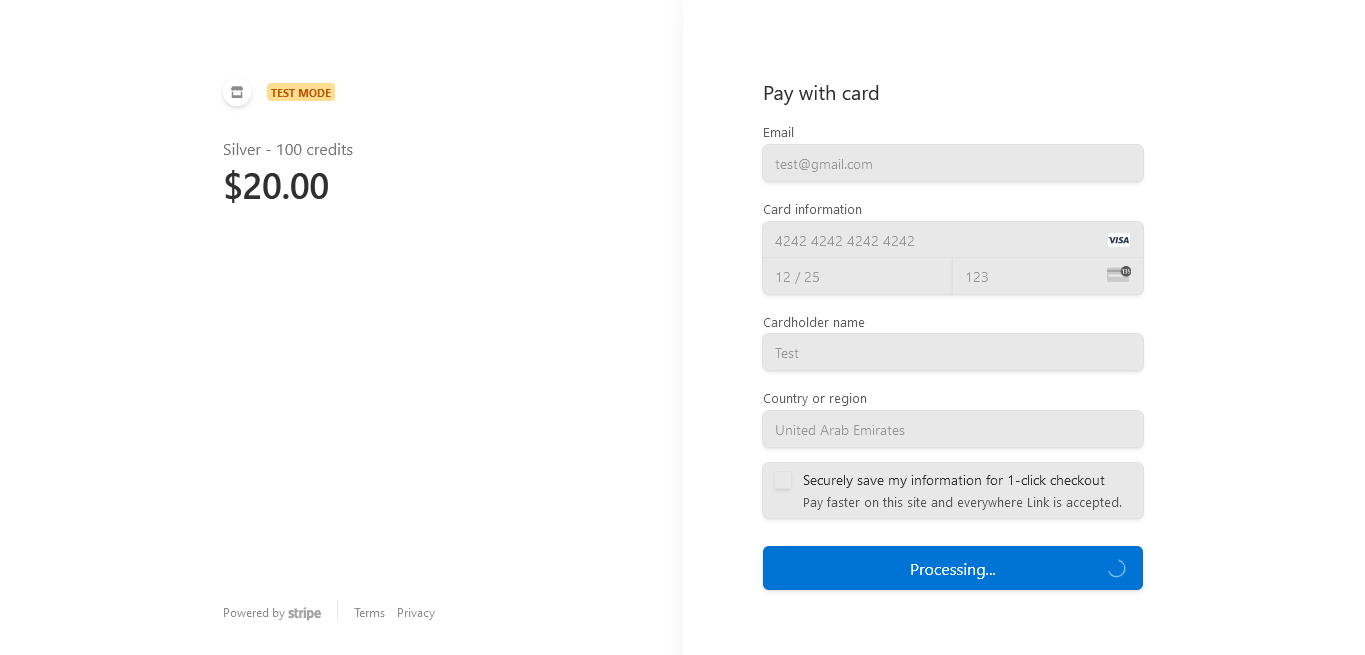 TEST MODE
Silver - 100 credits
$20.00
Powered by stripe
Terms
Privacy
Pay with card
Email
test@gmail.com
Card information
4242 4242 4242 4242
VISA
12 / 25
123
135
Cardholder name
Test
Country or region
United Arab Emirates
Securely save my information for 1-click checkout
Pay faster on this site and everywhere Link is accepted.
Processing...